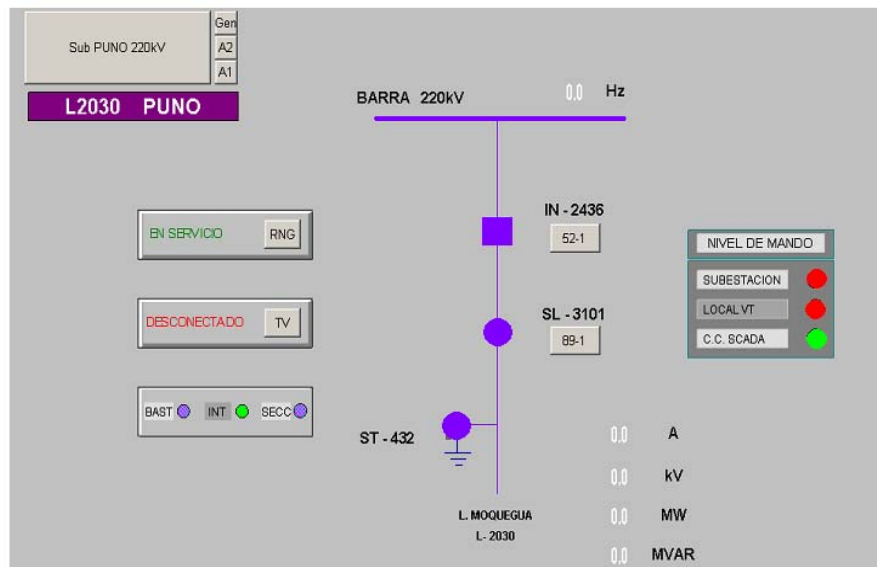 Gen
Sub PUNO 220kV
A2
A1
L2030 PUNO
BARRA 220kV
0.0 Hz
IN - 2436
52-1
EN SERVICIO
RNG
NIVEL DE MANDO
SUBESTACION
LOCAL VT
C.C. SCADA
SL - 3101
89-1
DESCONECTADO
TV
BAST
INT
SECC
ST - 432
0.0 A
0.0 kV
0.0 MW
0.0 MVAR
L. MOQUEGUA
L- 2030